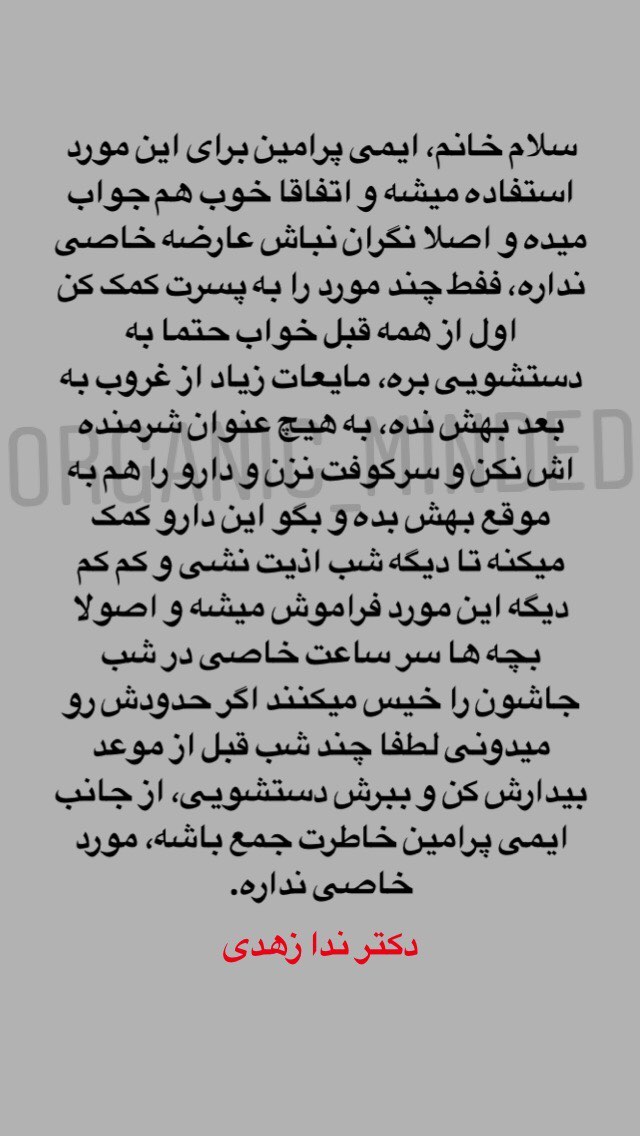 سلام خانم، ایمی پرامین برای این مورد
استفاده میشه و اتفاقا خوب هم جواب
میده و اصلا نگران نباش عارضه خاصی
نداره، ففط چند مورد را به پسرت کمک کن
اول از همه قبل خواب حتما به
دستشویی بره، مایعات زیاد از غروب به
بعد بهش نده، به هیچ عنوان شرمنده
اش نکن و سرکوفت نزن و دارو را هم به
موقع بهش بده و بگو این دارو کمک
میکنه تا دیگه شب اذیت نشی و کم کم
دیگه این مورد فراموش میشه و اصولا
بچه ها سر ساعت خاصی در شب
جاشون را خیس میکنند اگر حدودش رو
میدونی لطفا چند شب قبل از موعد
بیدارش کن و ببرش دستشویی، از جانب
ایمی پرامین خاطرت جمع باشه، مورد
خاصی نداره.
دکتر ندا زهدی
ORGANIC_MINDED